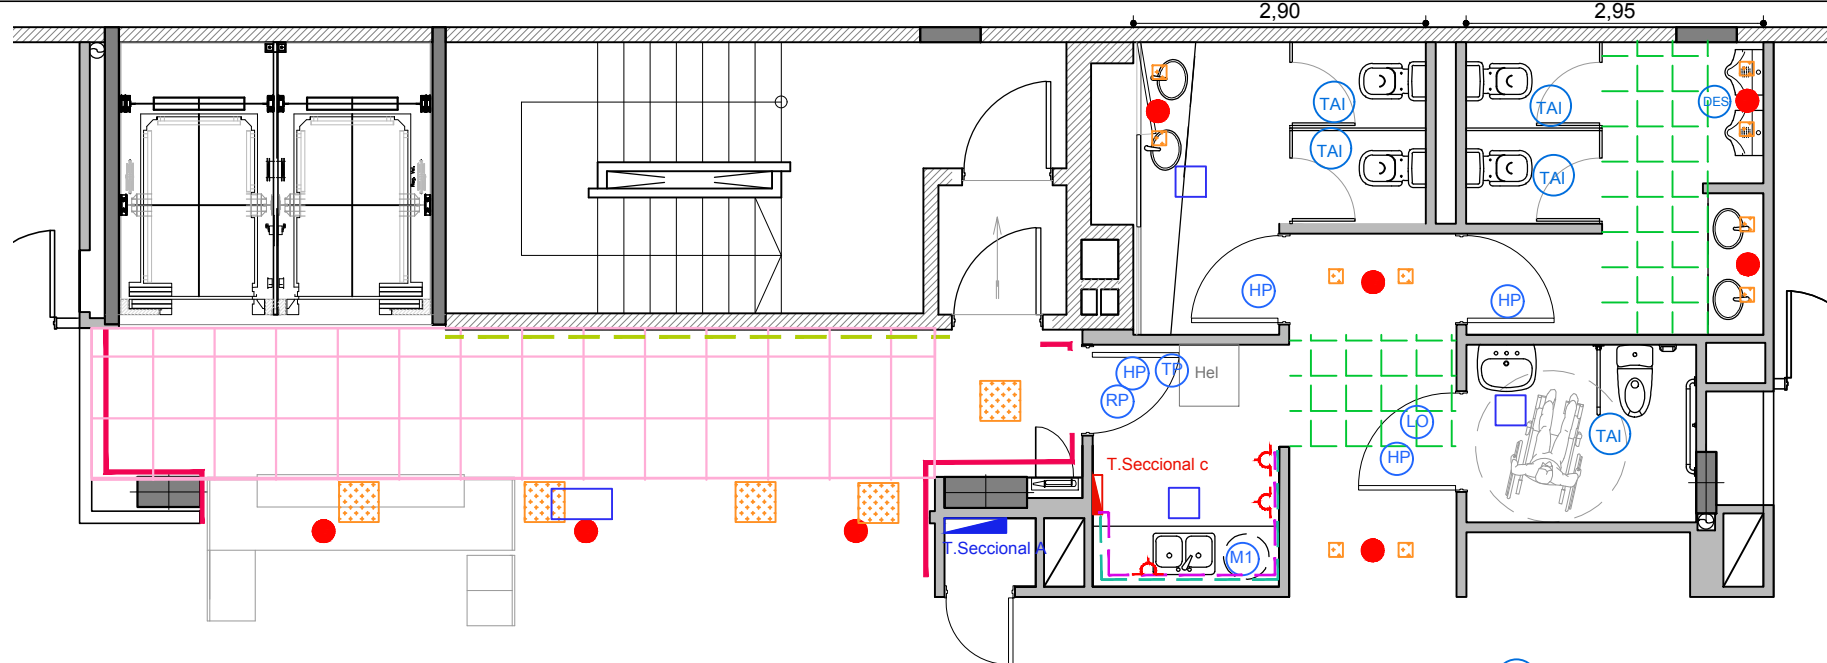 2,90
2,95
TAI
TAI
DES
TAI
TAI
HP
HP
HP
TP
Hel
RP
LO
HP
TAI
T.Seccional c
T.Seccional A
M1